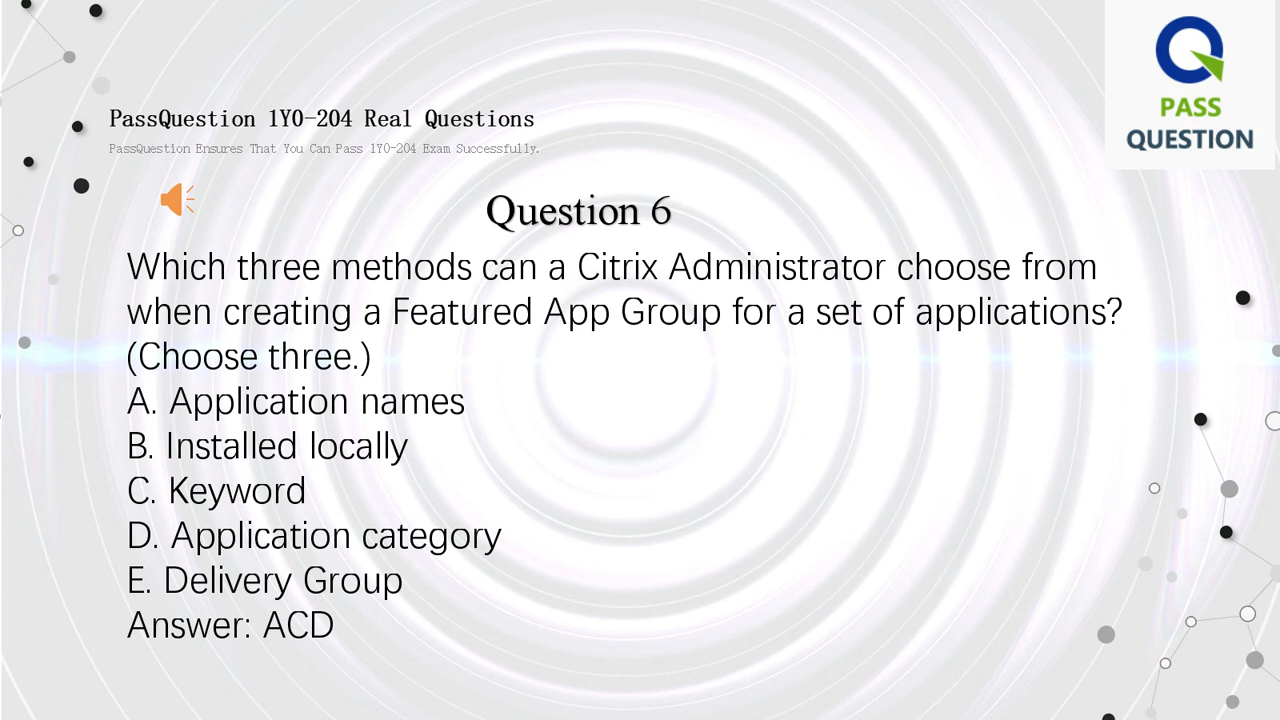 PassQuestion 1Y0-204 Real Questions
PassQuestion Ensures That You Can Pass 1Y0-204 Exam Successfully.
PASS
QUESTION
Question 6
Which three methods can a Citrix Administrator choose from
when creating a Featured App Group for a set of applications?
(Choose three.)
A. Application names
B. Installed locally
C. Keyword
D. Application category
E. Delivery Group
Answer: ACD